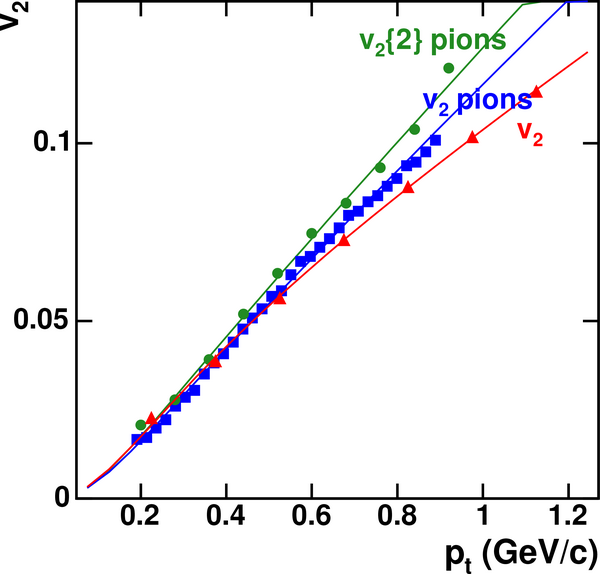 v₂
v₂{2} pions
v₂ pions
v₂
0.1
0.05
0
0.2 0.4 0.6 0.8 1 1.2
pₜ (GeV/c)